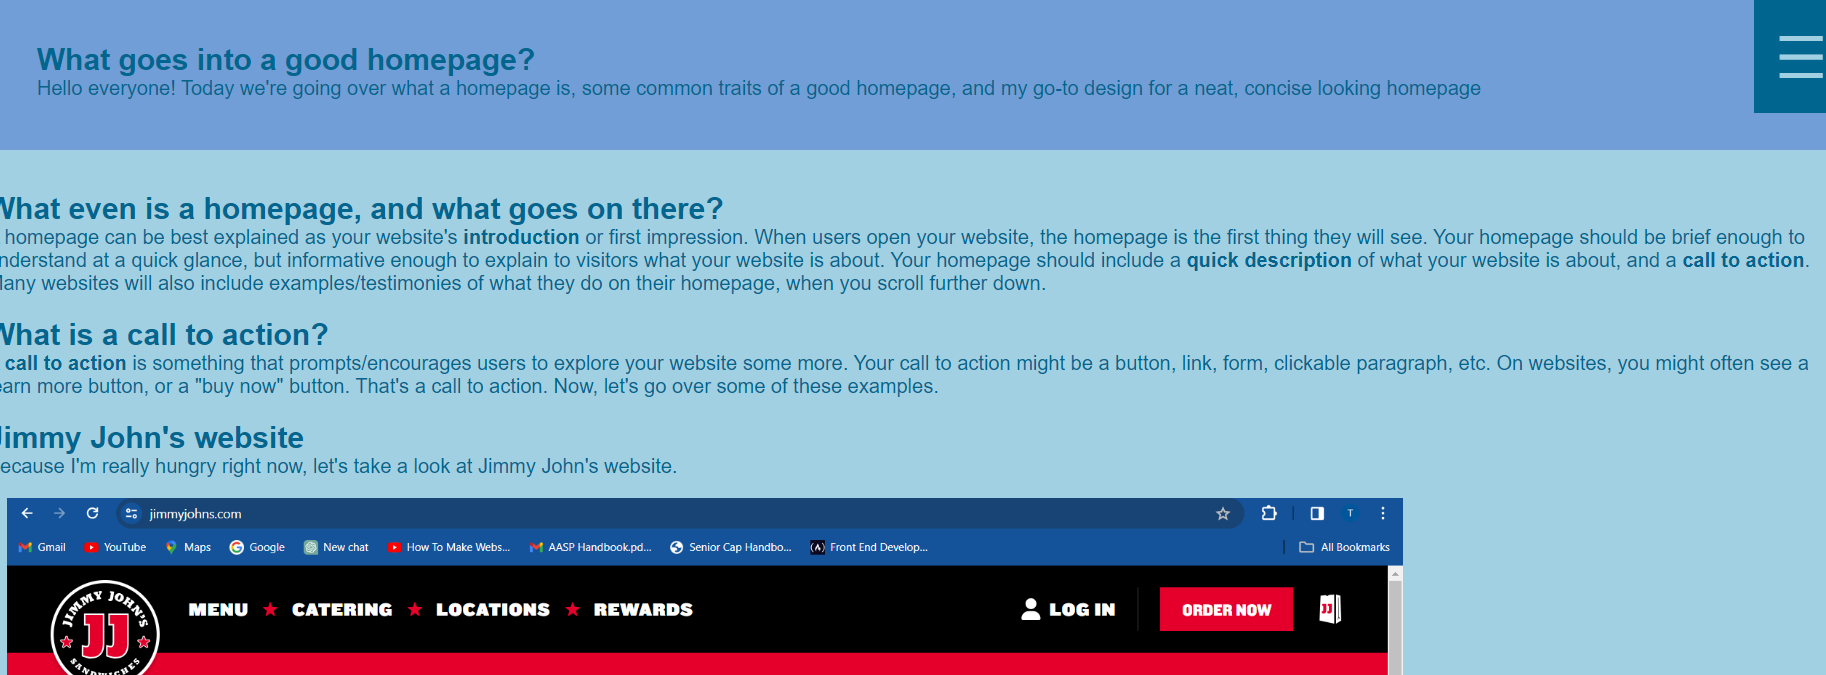 What goes into a good homepage?
Hello everyone! Today we're going over what a homepage is, some common traits of a good homepage, and my go-to design for a neat, concise looking homepage
What even is a homepage, and what goes on there?
homepage can be best explained as your website's introduction or first impression. When users open your website, the homepage is the first thing they will see. Your homepage should be brief enough to
nderstand at a quick glance, but informative enough to explain to visitors what your website is about. Your homepage should include a quick description of what your website is about, and a call to action.
Many websites will also include examples/testimonies of what they do on their homepage, when you scroll further down.
What is a call to action?
call to action is something that prompts/encourages users to explore your website some more. Your call to action might be a button, link, form, clickable paragraph, etc. On websites, you might often see a
earn more button, or a "buy now" button. That's a call to action. Now, let's go over some of these examples.
Jimmy John's website
ecause I'm really hungry right now, let's take a look at Jimmy John's website.
jimmyjohns.com
T
Gmail YouTube Maps Google New chat How To Make Webs... AASP Handbook.pd... Senior Cap Handbo... Front End Develop... All Bookmarks
JIMMY JOHN'S
JJ
SANDWICHES
MENU CATERING LOCATIONS REWARDS LOG IN ORDER NOW JJ